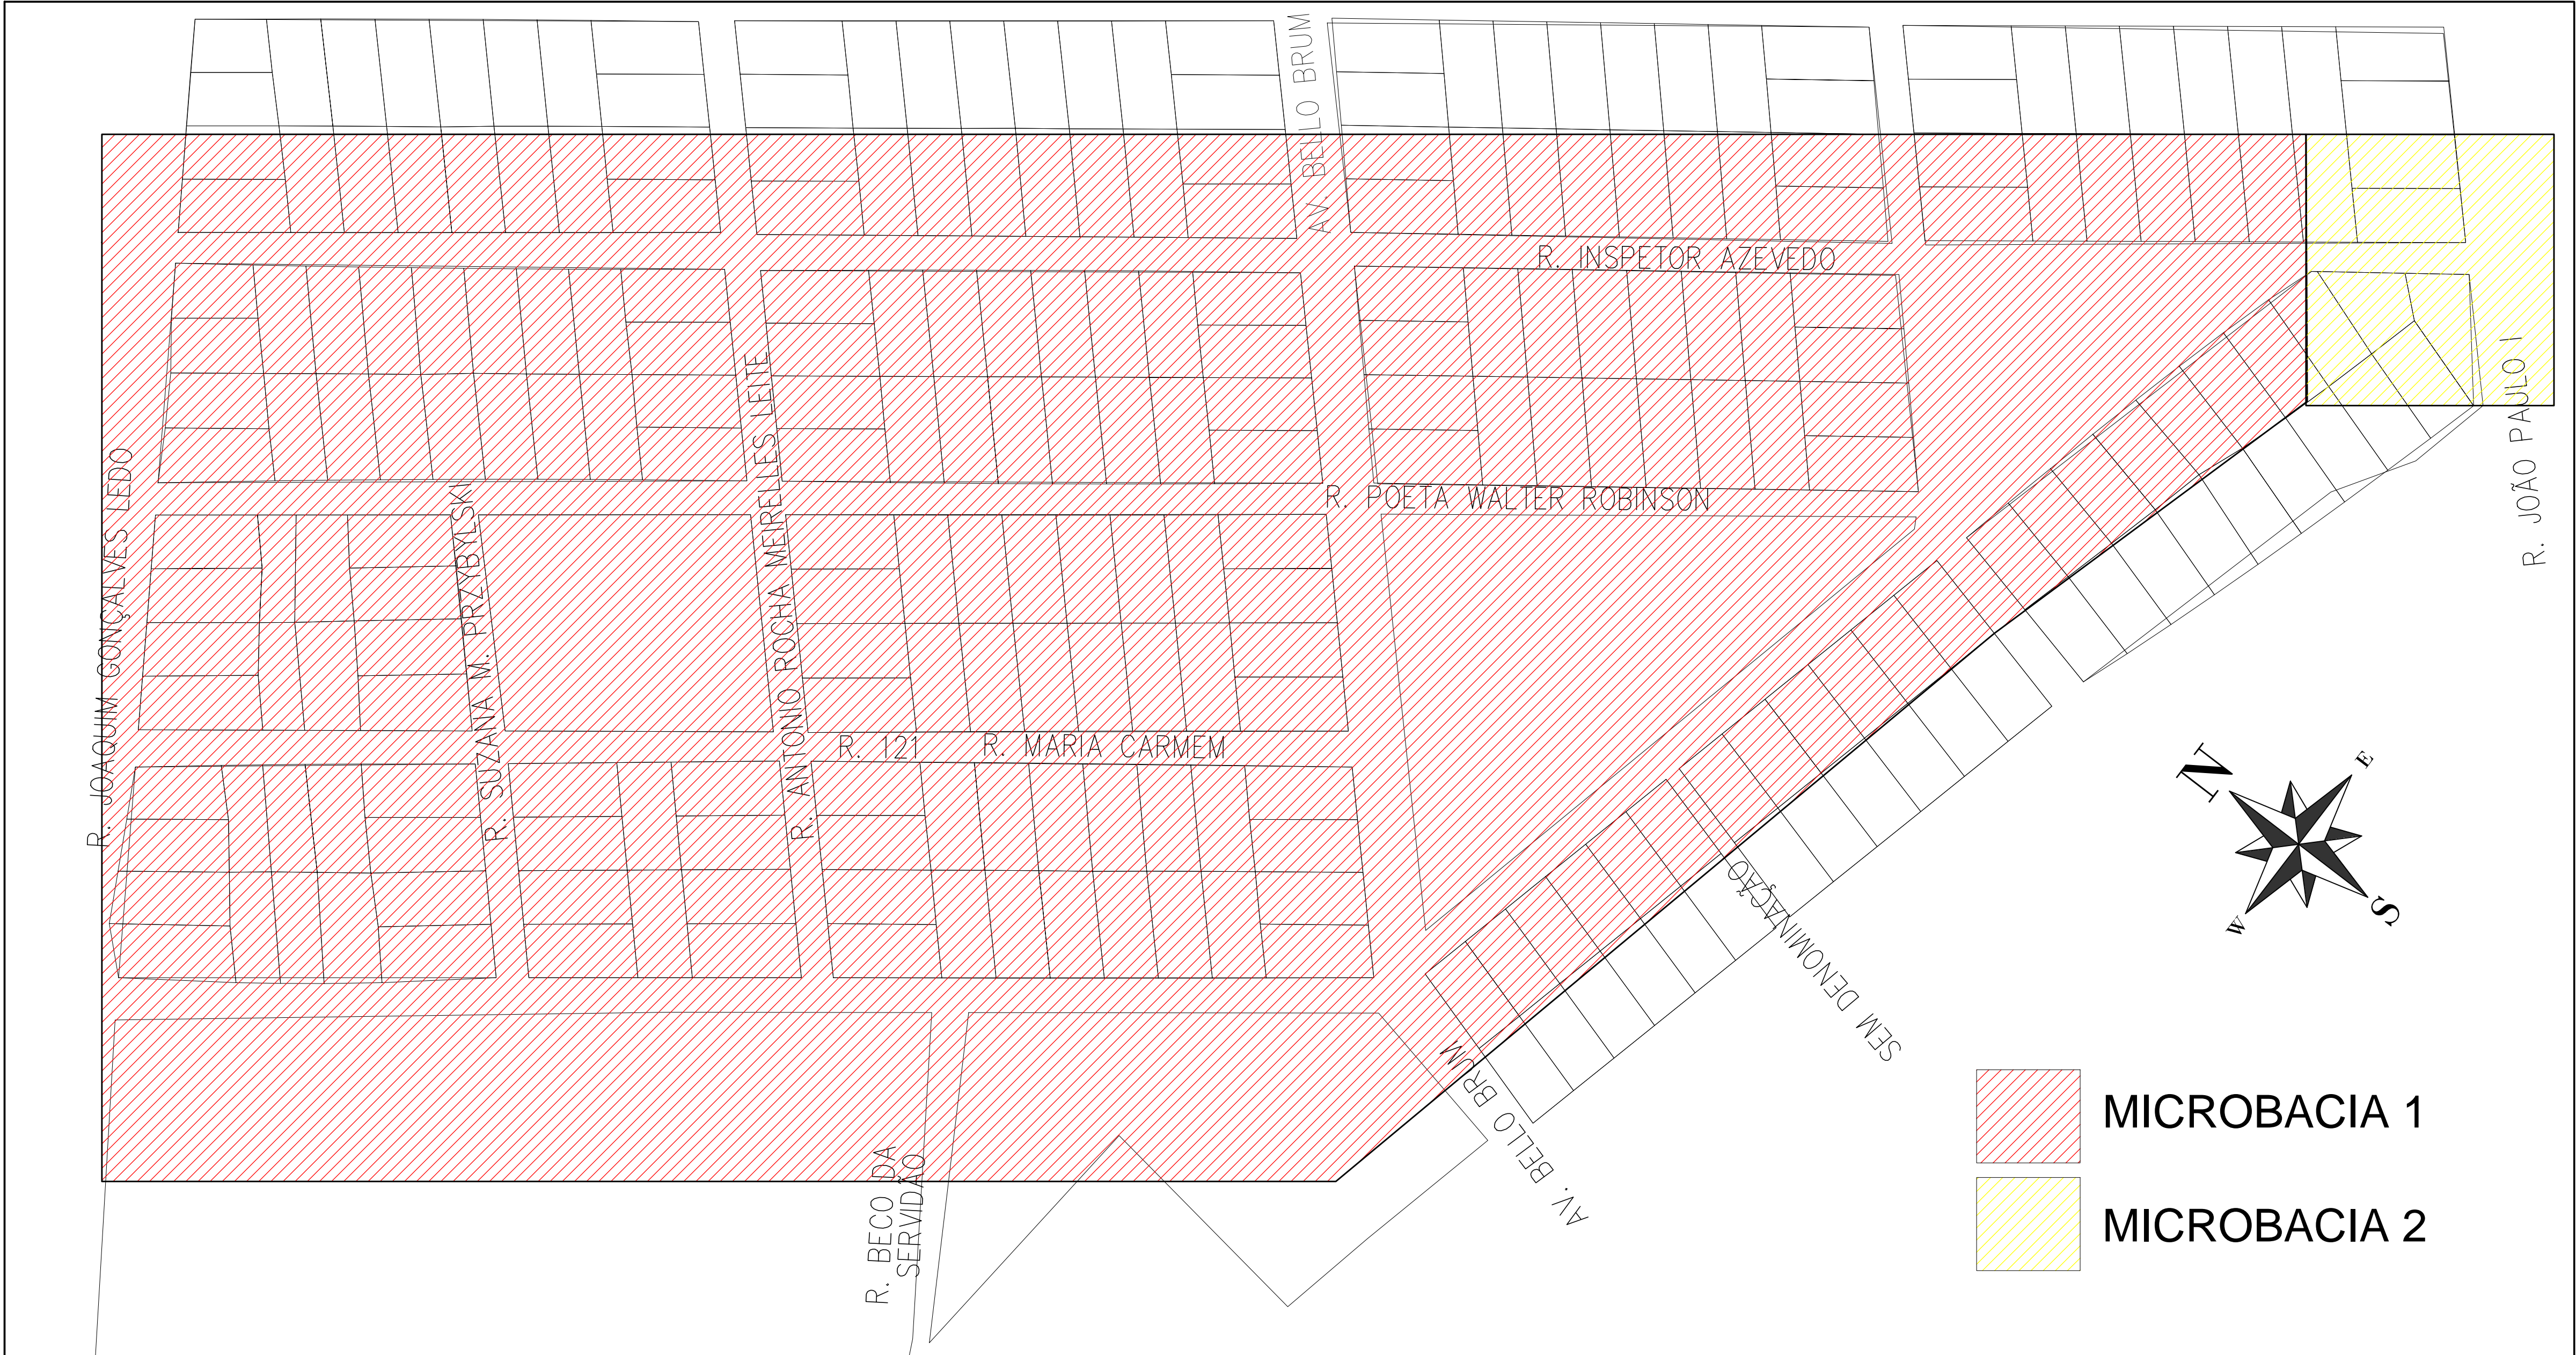 AV BELLO BRUM
R. INSPETOR AZEVEDO
R. JOÃO PAULO I
R. POETA WALTER ROBINSON
R. JOAQUIM GONÇALVES LEDO
R. SUZANA M. PRZYBYLSKI
R. ANTONIO ROCHA MEIRELLES LEITE
R. 121
R. MARIA CARMEM
N
E
S
W
SEM DENOMINAÇÃO
AV. BELLO BRUM
R. BECO DA
SERVIDÃO
MICROBACIA 1
MICROBACIA 2